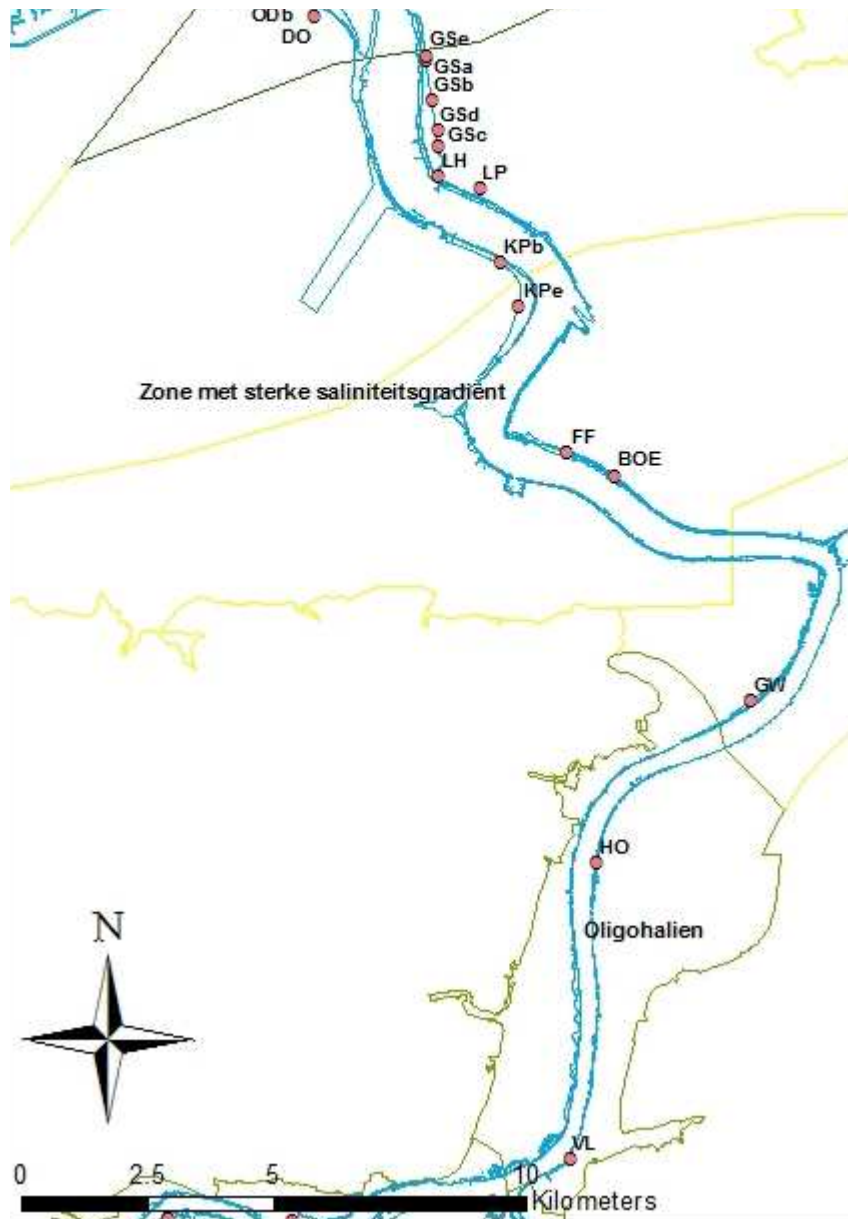 ODb
DO
GSe
GSa
GSb
GSd
GSc
LH
LP
KPb
KPe
Zone met sterke saliniteitsgradiënt
FF
BOE
GW
HO
Oligohalien
N
VL
0 2.5 5 10
Kilometers